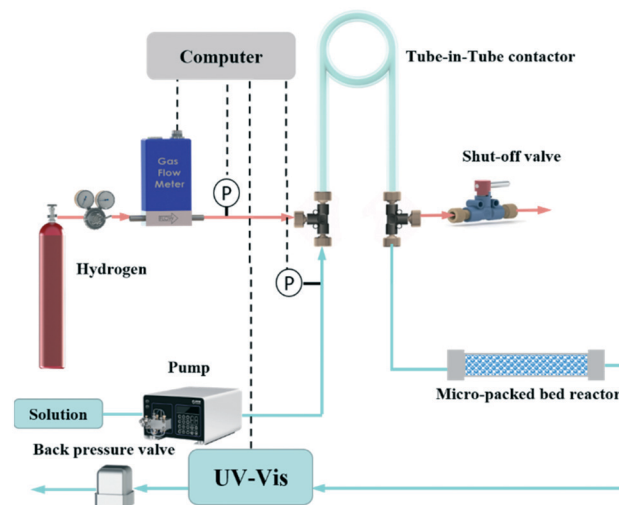 Computer
Tube-in-Tube contactor
Gas
Flow
Meter
P
Shut-off valve
Hydrogen
P
Pump
Micro-packed bed reactor
Solution
Back pressure valve
UV-Vis